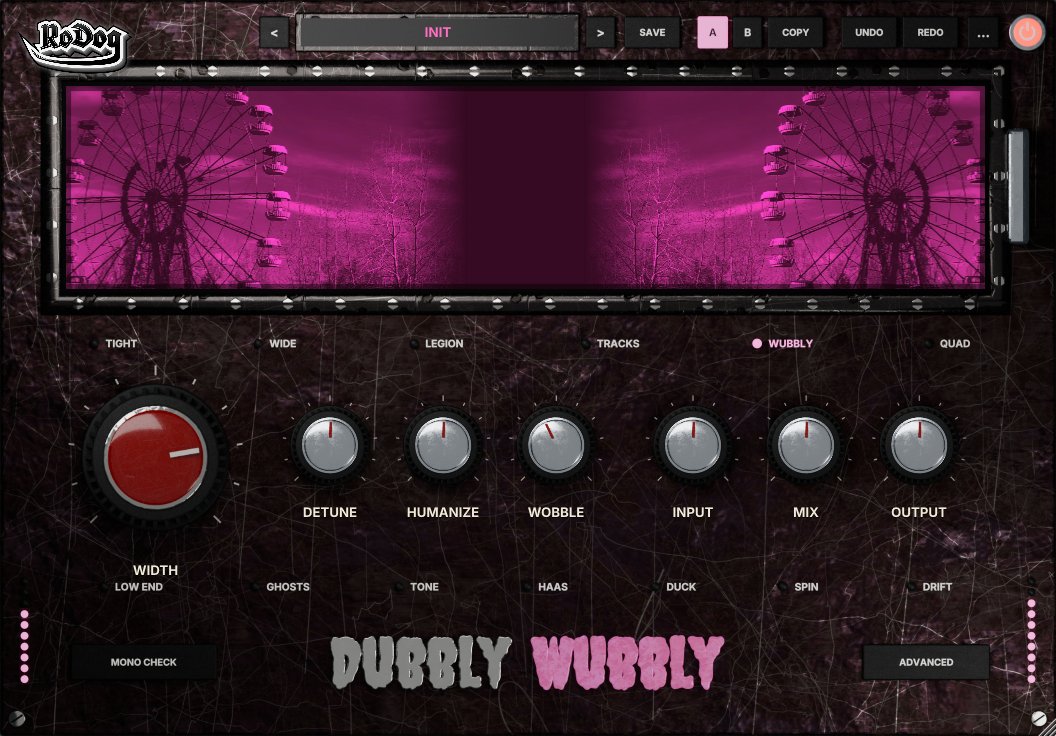 RoDog
< INIT > SAVE A B COPY UNDO REDO ...
TIGHT WIDE LEGION TRACKS WUBBLY QUAD
DETUNE HUMANIZE WOBBLE INPUT MIX OUTPUT
WIDTH
LOW END GHOSTS TONE HAAS DUCK SPIN DRIFT
MONO CHECK DUBBLY WUBBLY ADVANCED